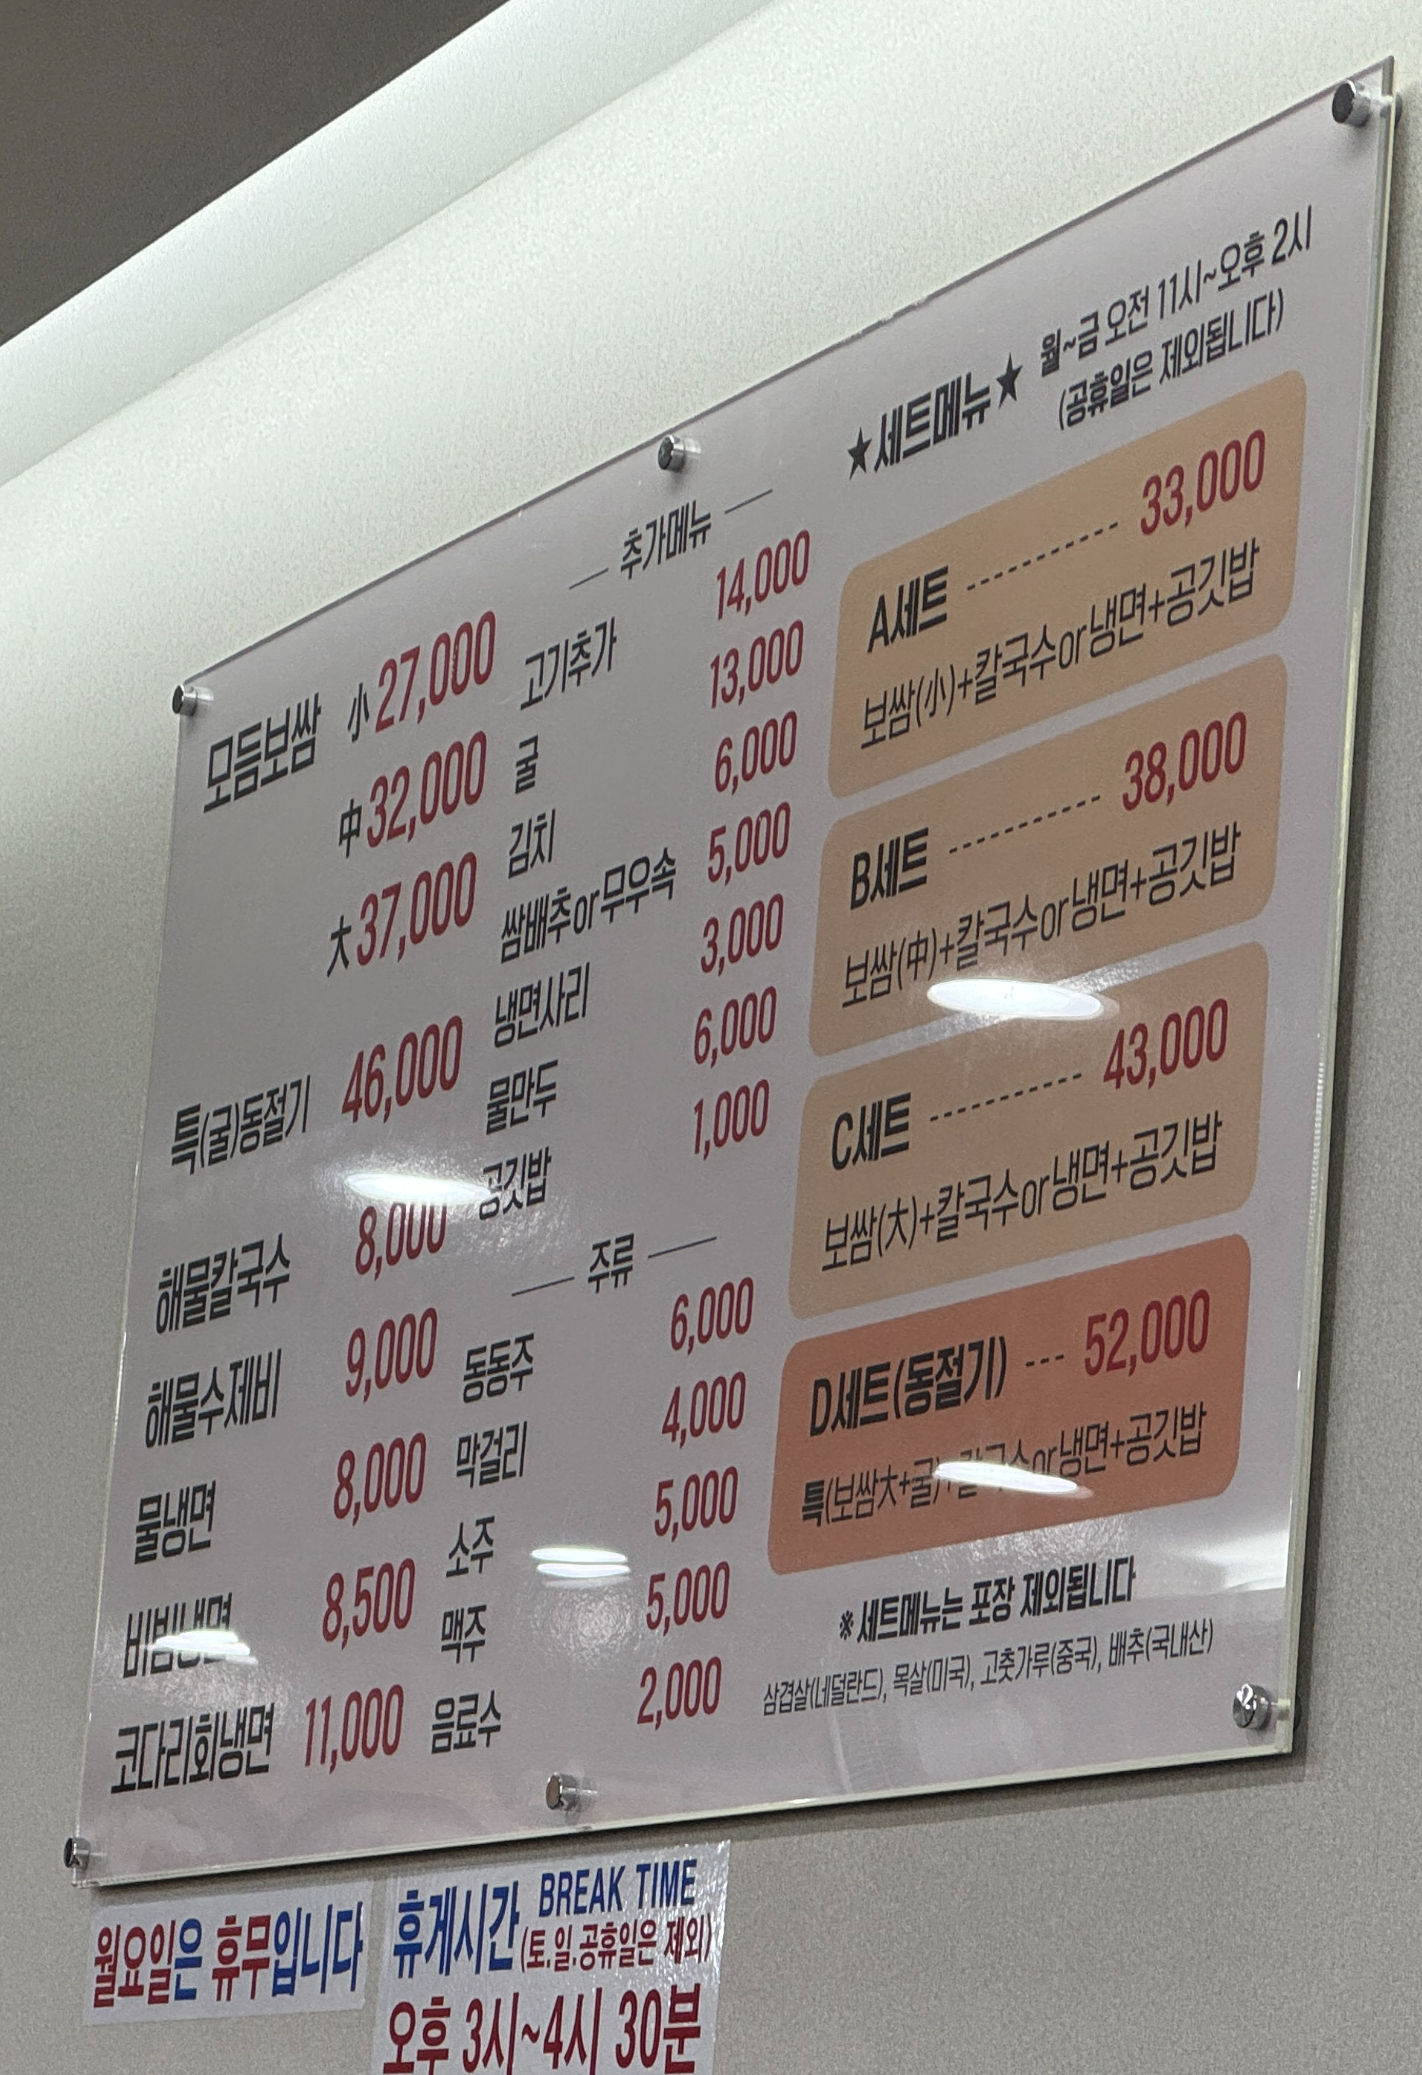 모듬보쌈 小 27,000
中 32,000
大 37,000
특(굴)동절기 46,000
해물칼국수 8,000
해물수제비 9,000
물냉면 8,000
비빔냉면 8,500
코다리회냉면 11,000
추가메뉴
고기추가 14,000
굴 13,000
김치 6,000
쌈배추or무우속 5,000
냉면사리 3,000
물만두 6,000
공깃밥 1,000
주류
동동주 6,000
막걸리 4,000
소주 5,000
맥주 5,000
음료수 2,000
★세트메뉴★ 월~금 오전 11시~오후 2시
(공휴일은 제외됩니다)
A세트 ---------- 33,000
보쌈(小)+칼국수or냉면+공깃밥
B세트 ---------- 38,000
보쌈(中)+칼국수or냉면+공깃밥
C세트 ---------- 43,000
보쌈(大)+칼국수or냉면+공깃밥
D세트(동절기) --- 52,000
특(보쌈大+굴)+칼국수or냉면+공깃밥
※세트메뉴는 포장 제외됩니다
삼겹살(네덜란드), 목살(미국), 고춧가루(중국), 배추(국내산)
월요일은 휴무입니다
휴게시간 BREAK TIME
(토.일.공휴일은 제외)
오후 3시~4시 30분